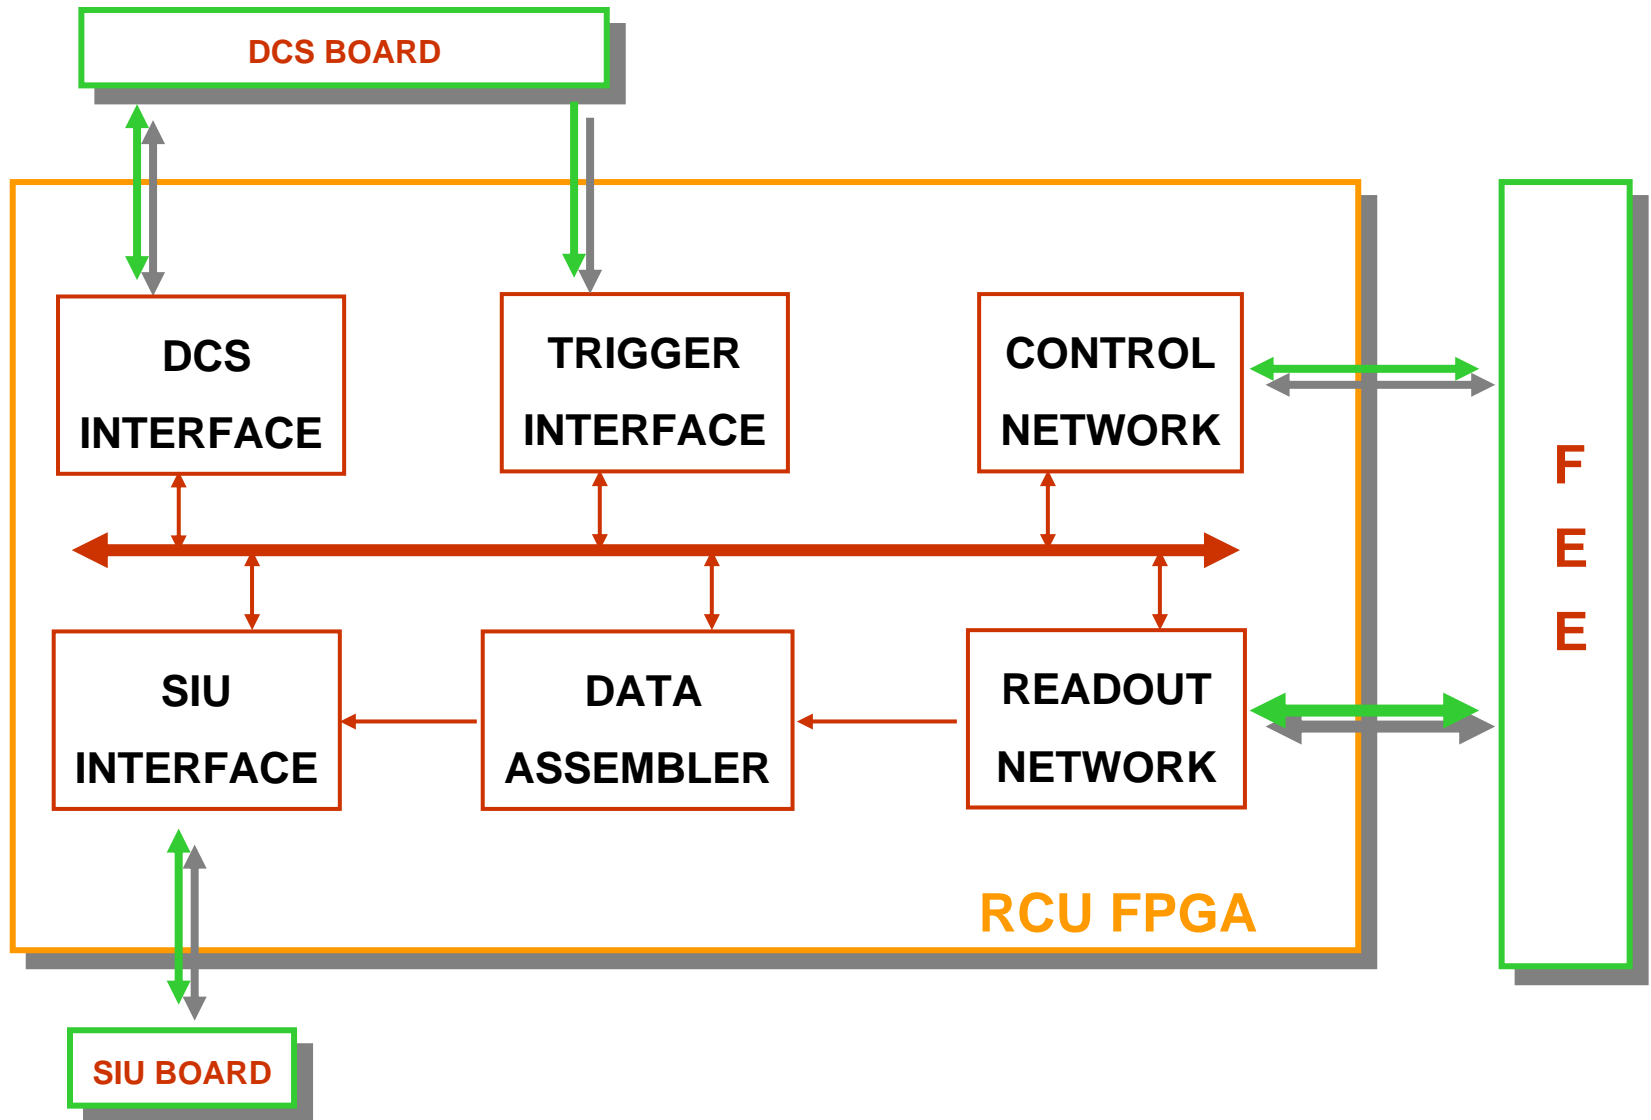 DCS BOARD
DCS
INTERFACE
TRIGGER
INTERFACE
CONTROL
NETWORK
F
E
E
SIU
INTERFACE
DATA
ASSEMBLER
READOUT
NETWORK
RCU FPGA
SIU BOARD